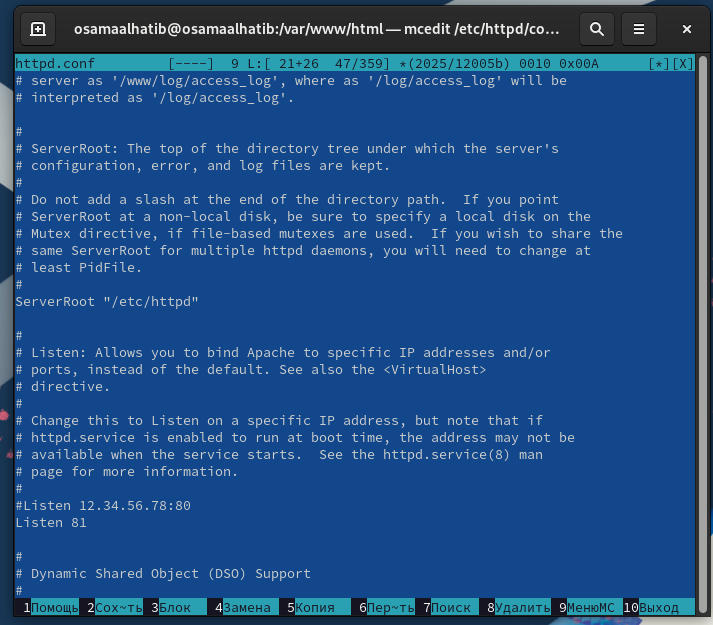 osamaalhatib@osamaalhatib:/var/www/html — mcedit /etc/httpd/co…
httpd.conf [----] 9 L:[ 21+26 47/359] *(2025/12005b) 0010 0x00A [*][X]
# server as '/www/log/access_log', where as '/log/access_log' will be
# interpreted as '/log/access_log'.
#
# ServerRoot: The top of the directory tree under which the server's
# configuration, error, and log files are kept.
#
# Do not add a slash at the end of the directory path.  If you point
# ServerRoot at a non-local disk, be sure to specify a local disk on the
# Mutex directive, if file-based mutexes are used.  If you wish to share the
# same ServerRoot for multiple httpd daemons, you will need to change at
# least PidFile.
#
ServerRoot "/etc/httpd"
#
# Listen: Allows you to bind Apache to specific IP addresses and/or
# ports, instead of the default. See also the <VirtualHost>
# directive.
#
# Change this to Listen on a specific IP address, but note that if
# httpd.service is enabled to run at boot time, the address may not be
# available when the service starts.  See the httpd.service(8) man
# page for more information.
#
#Listen 12.34.56.78:80
Listen 81
#
# Dynamic Shared Object (DSO) Support
#
1Помощь 2Сох~ть 3Блок 4Замена 5Копия 6Пер~ть 7Поиск 8Удалить 9МенюMC 10Выход